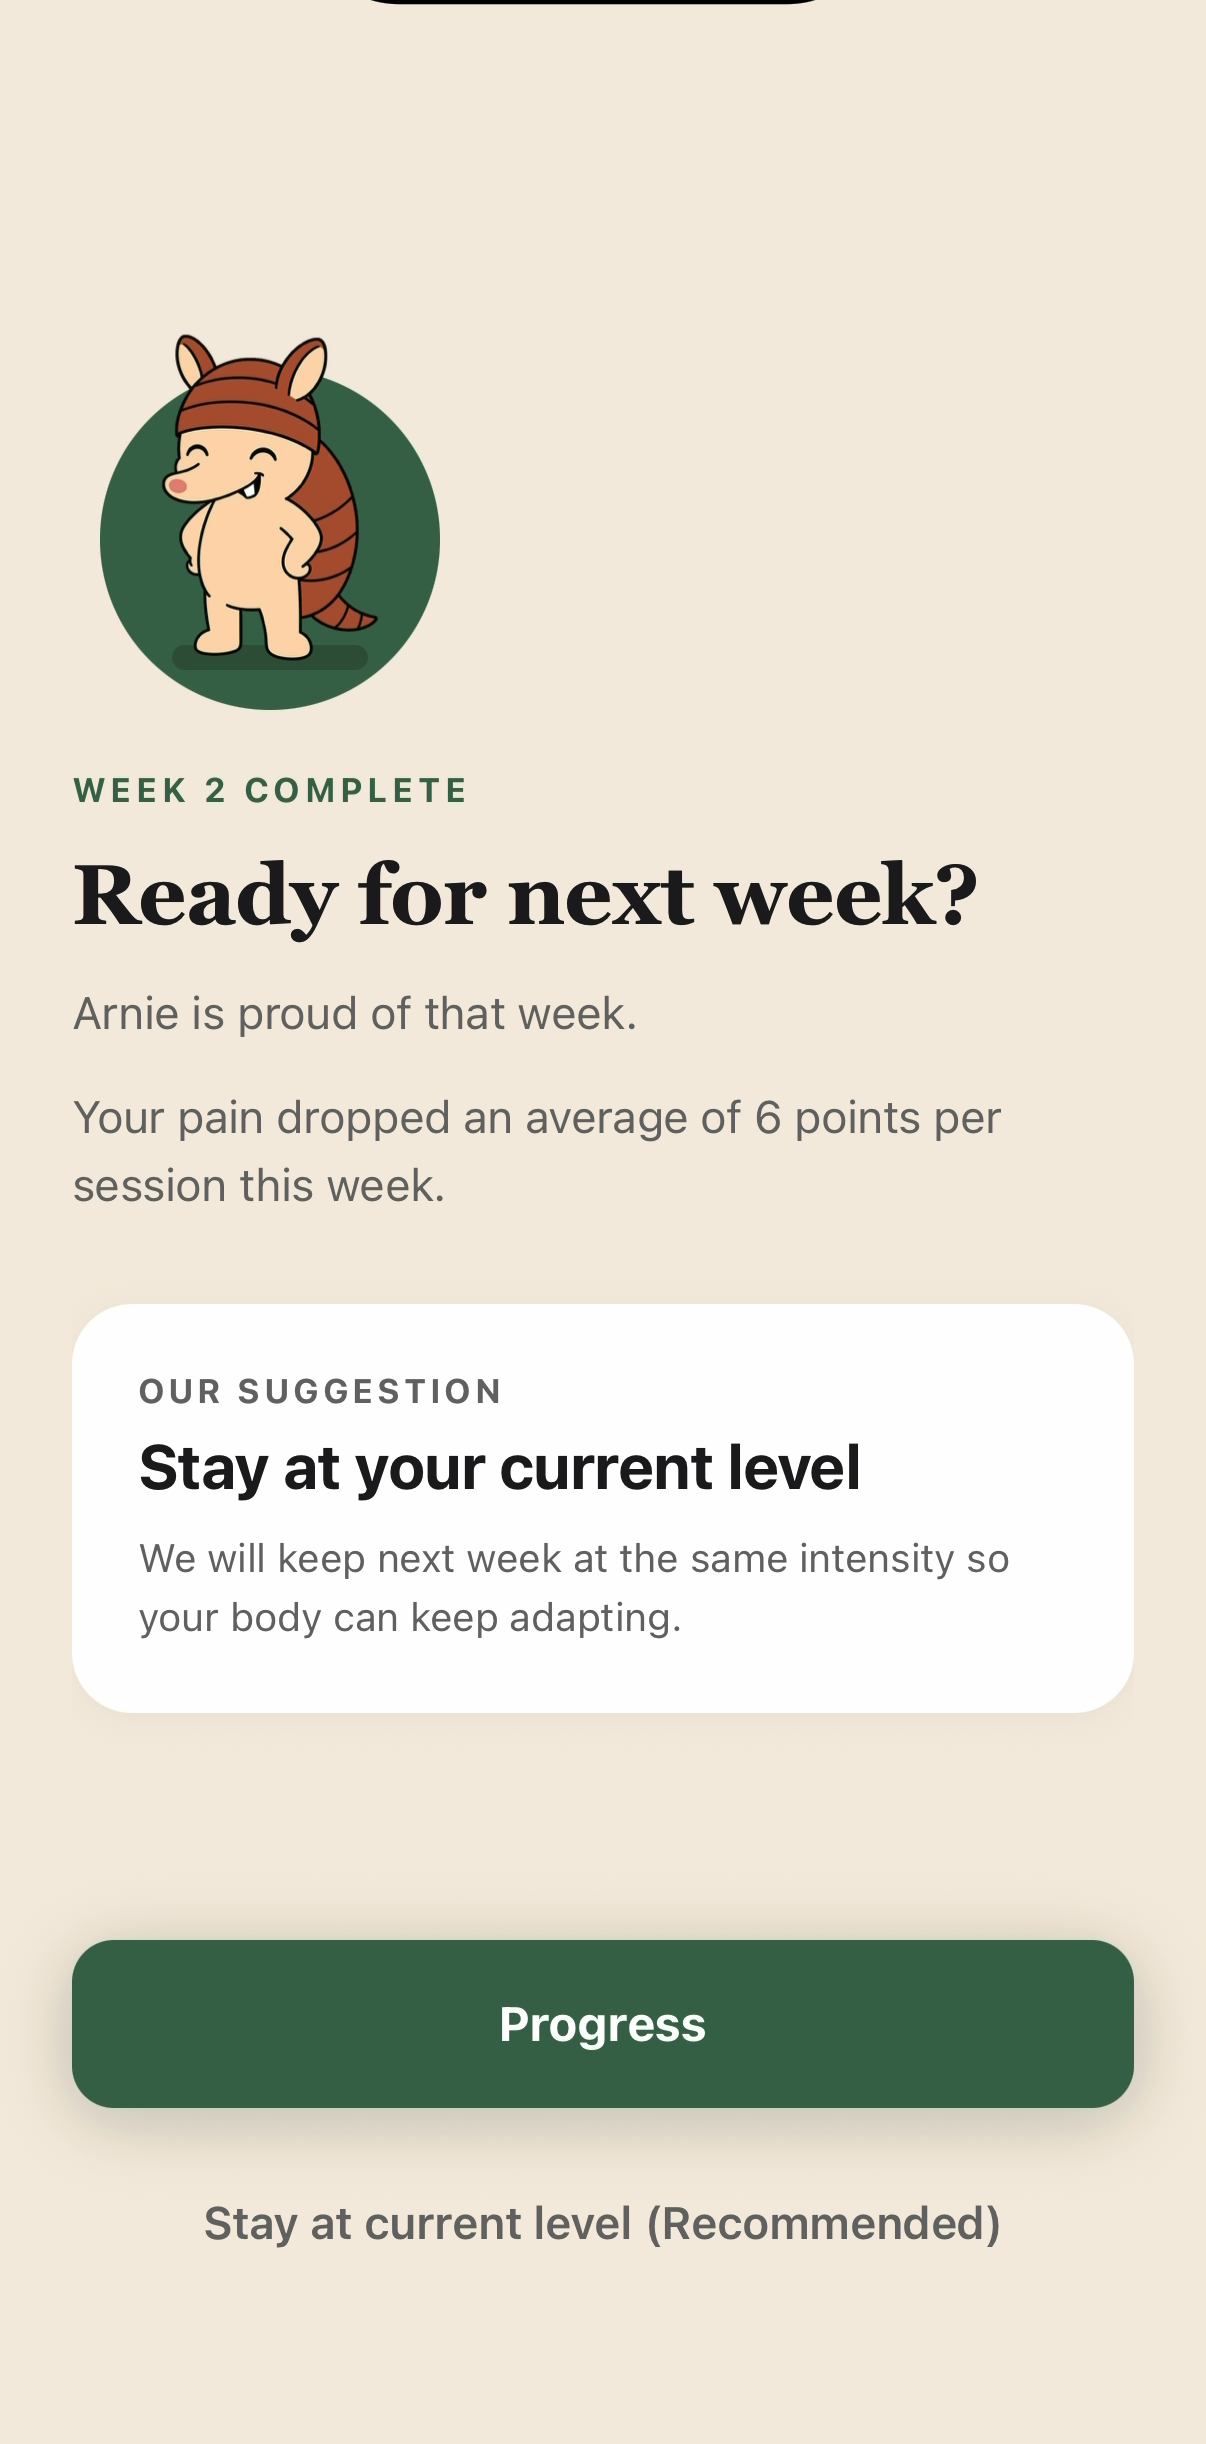 WEEK 2 COMPLETE
Ready for next week?
Arnie is proud of that week.
Your pain dropped an average of 6 points per
session this week.
OUR SUGGESTION
Stay at your current level
We will keep next week at the same intensity so
your body can keep adapting.
Progress
Stay at current level (Recommended)